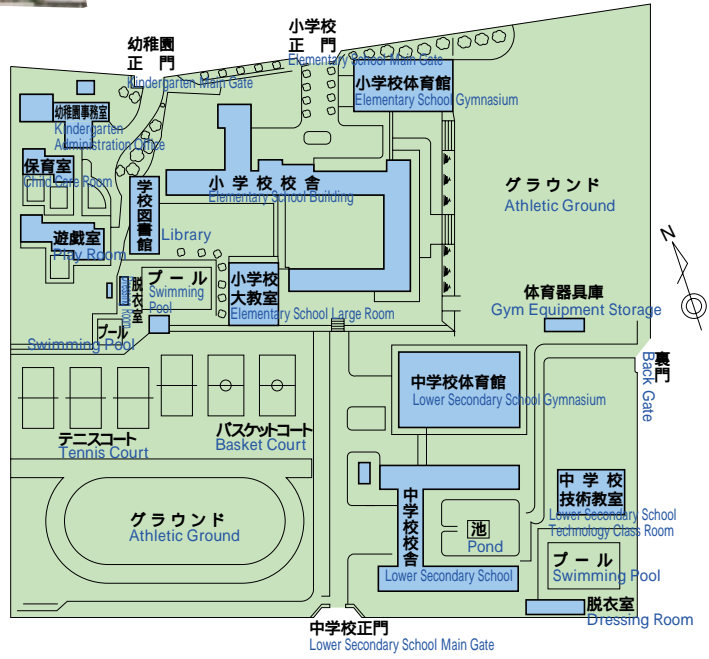 幼稚園
正門
Kindergarten Main Gate
小学校
正門
Elementary School Main Gate
小学校体育館
Elementary School Gymnasium
幼稚園事務室
Kindergarten
Administration Office
保育室
Child Care Room
学校図書館
Library
小学校校舎
Elementary School Building
グラウンド
Athletic Ground
遊戯室
Play Room
N
脱衣室
Dressing Room
プール
Swimming
Pool
小学校
大教室
Elementary School Large Room
体育器具庫
Gym Equipment Storage
プール
Swimming Pool
裏門
Back Gate
中学校体育館
Lower Secondary School Gymnasium
テニスコート
Tennis Court
バスケットコート
Basket Court
中学校
技術教室
Lower Secondary School
Technology Class Room
グラウンド
Athletic Ground
中学校校舎
Lower Secondary School
池
Pond
プール
Swimming Pool
脱衣室
Dressing Room
中学校正門
Lower Secondary School Main Gate